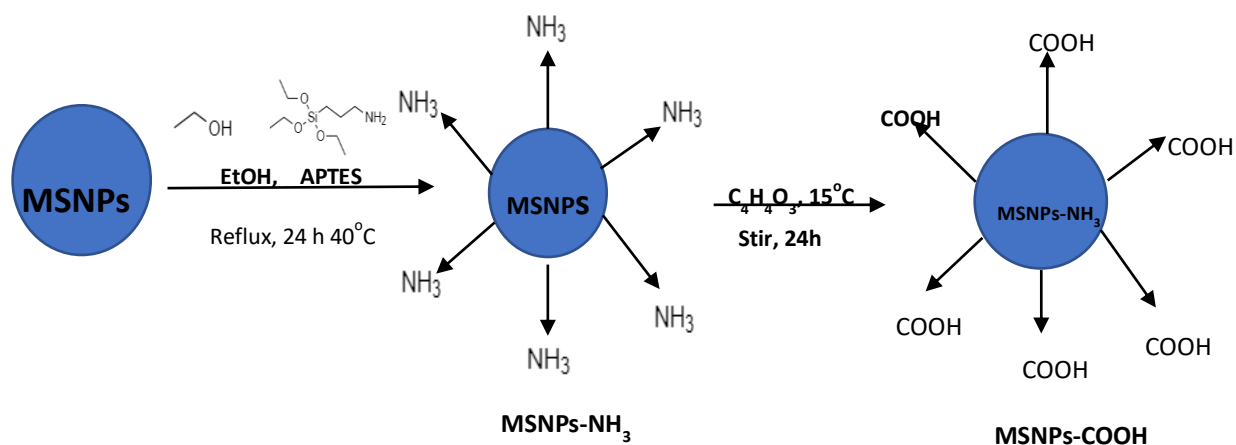 MSNPs
OH
O
O
Si
O
NH2
EtOH, APTES
Reflux, 24 h 40°C
NH3
NH3
NH3
MSNPS
NH3
NH3
NH3
MSNPs-NH3
C4H4O3, 15°C
Stir, 24h
COOH
COOH
COOH
MSNPs-NH3
COOH
COOH
COOH
MSNPs-COOH